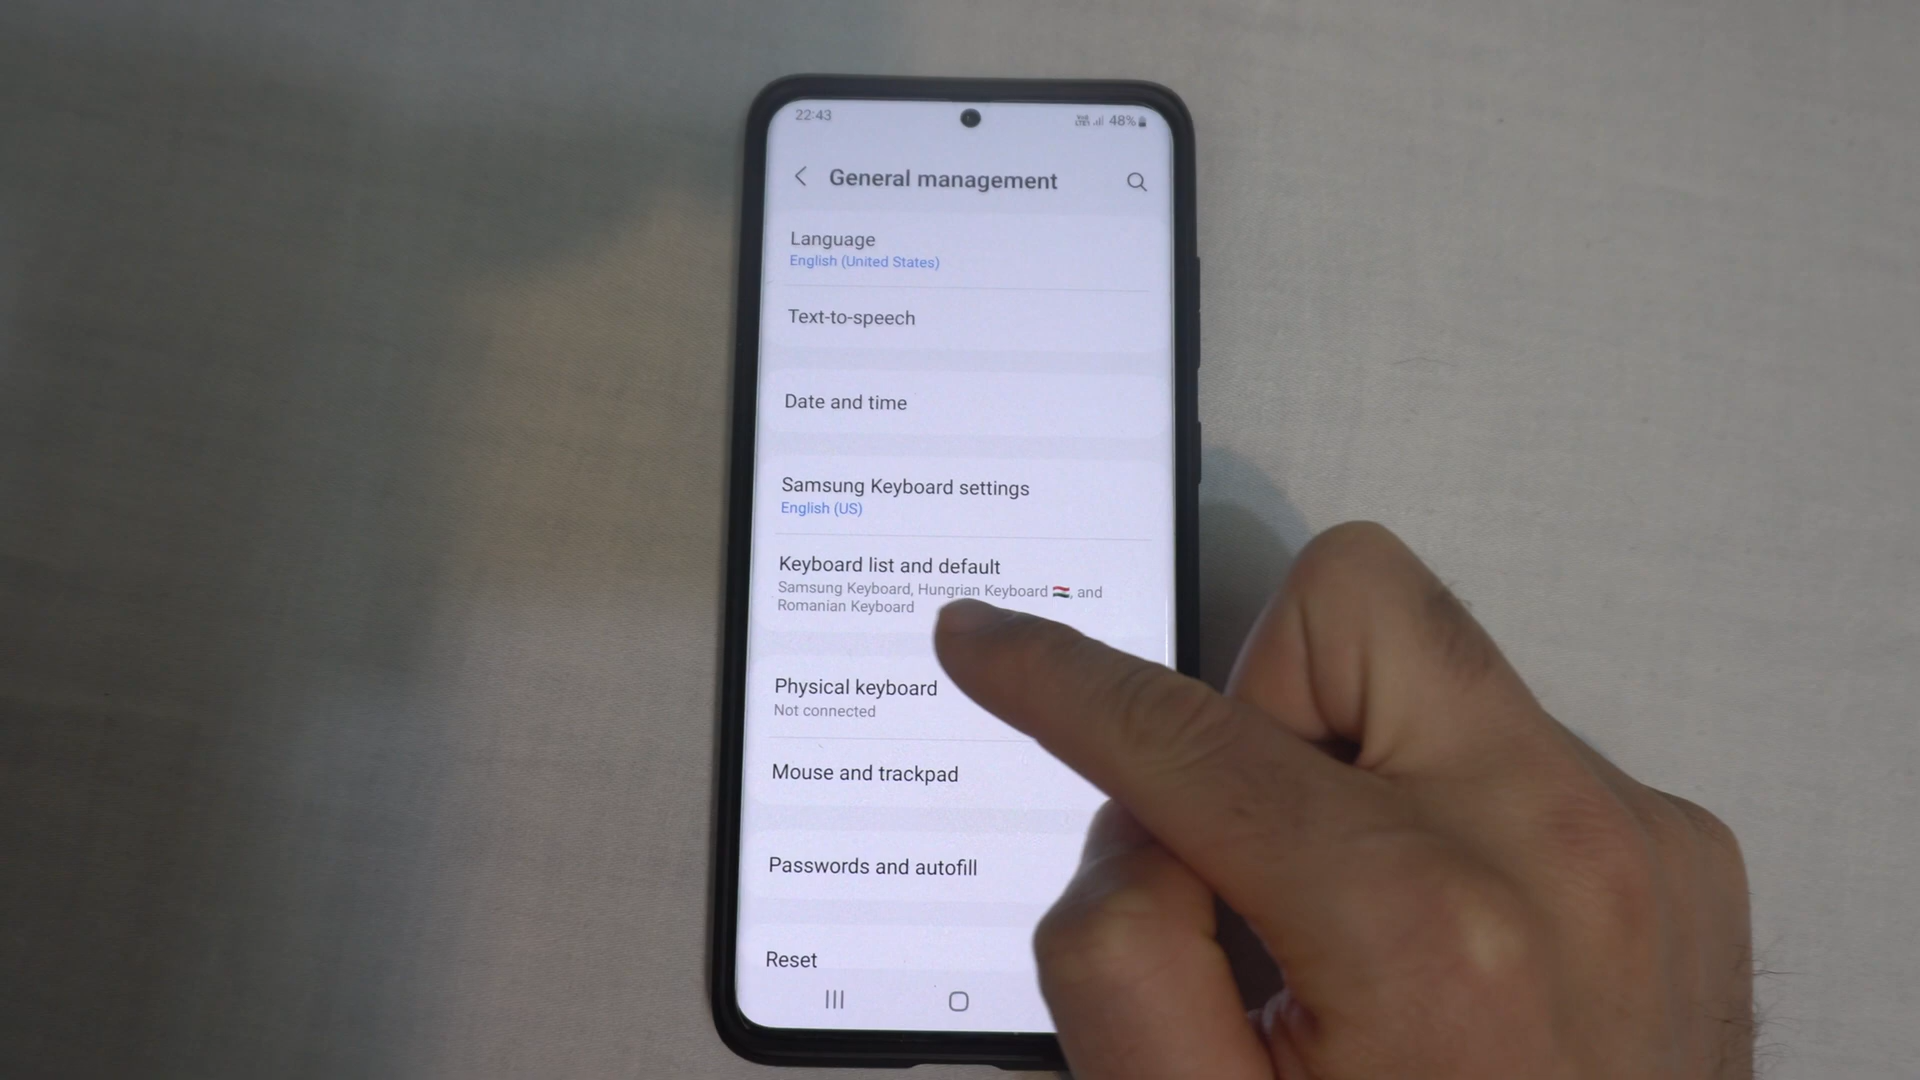 22:43
48%
General management
Language
English (United States)
Text-to-speech
Date and time
Samsung Keyboard settings
English (US)
Keyboard list and default
Samsung Keyboard, Hungrian Keyboard 🇭🇺, and
Romanian Keyboard
Physical keyboard
Not connected
Mouse and trackpad
Passwords and autofill
Reset